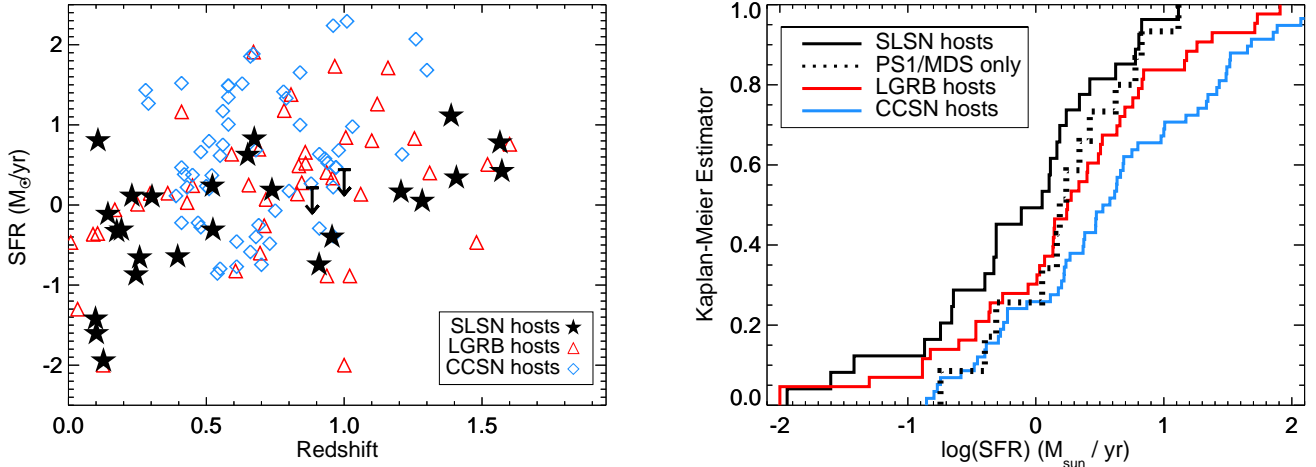 SFR (M☉/yr)
2
1
0
-1
-2
0.0 0.5 1.0 1.5
Redshift
SLSN hosts
LGRB hosts
CCSN hosts
Kaplan-Meier Estimator
1.0
0.8
0.6
0.4
0.2
0.0
-2 -1 0 1 2
log(SFR) (M_sun / yr)
SLSN hosts
PS1/MDS only
LGRB hosts
CCSN hosts